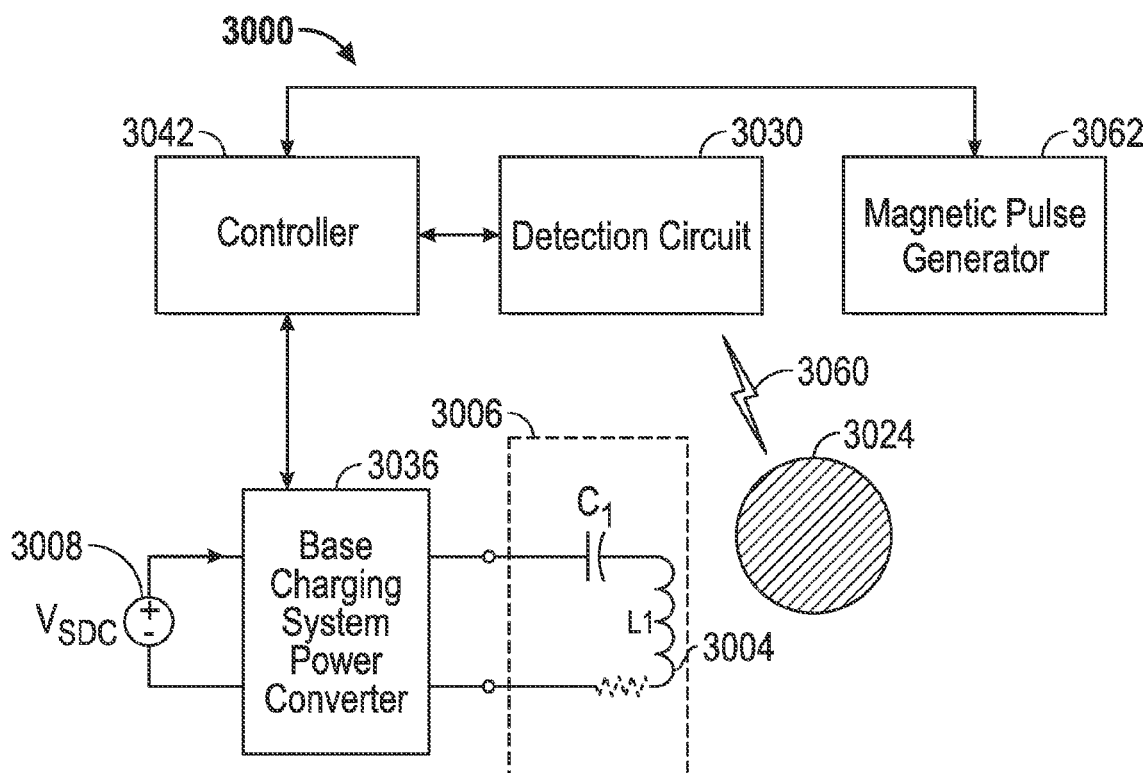 3000
3042
3030
3062
Controller
Detection Circuit
Magnetic Pulse
Generator
3060
3006
3024
3036
3008
C1
Base
Charging
System
Power
Converter
+
-
VSDC
L1
3004